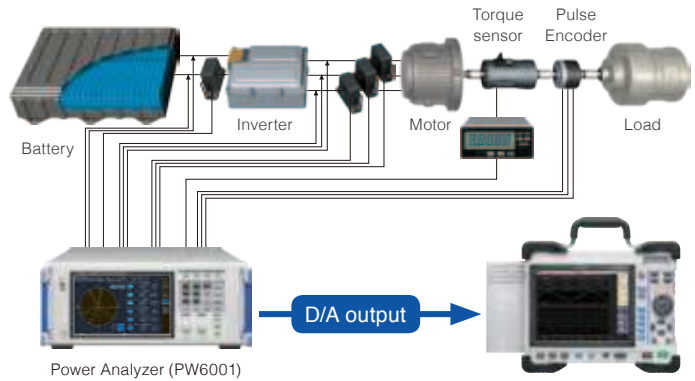 Torque
sensor
Pulse
Encoder
Battery
Inverter
Motor
Load
D/A output
Power Analyzer (PW6001)